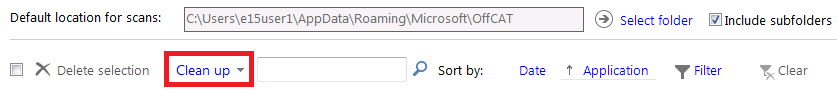 Default location for scans: C:\Users\e15user1\AppData\Roaming\Microsoft\OffCAT Select folder Include subfolders
Delete selection Clean up Sort by: Date Application Filter Clear